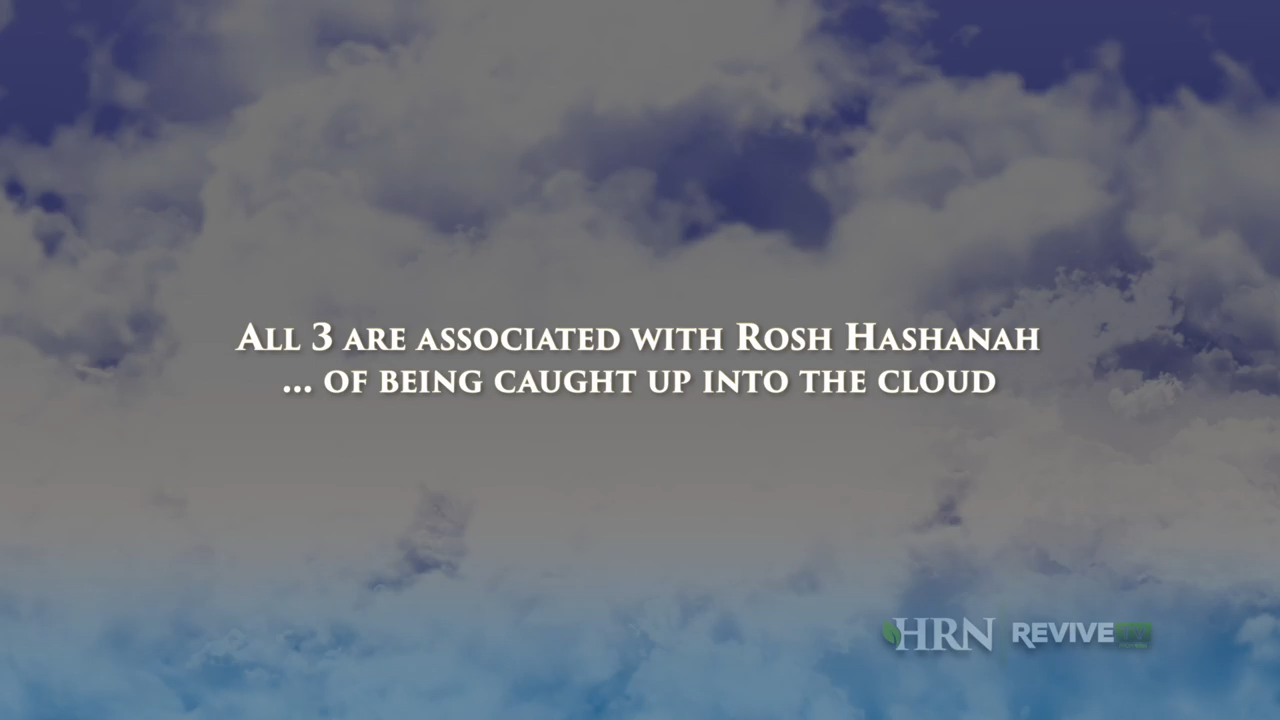 All 3 are associated with Rosh Hashanah
... of being caught up into the cloud
HRN REVIVE